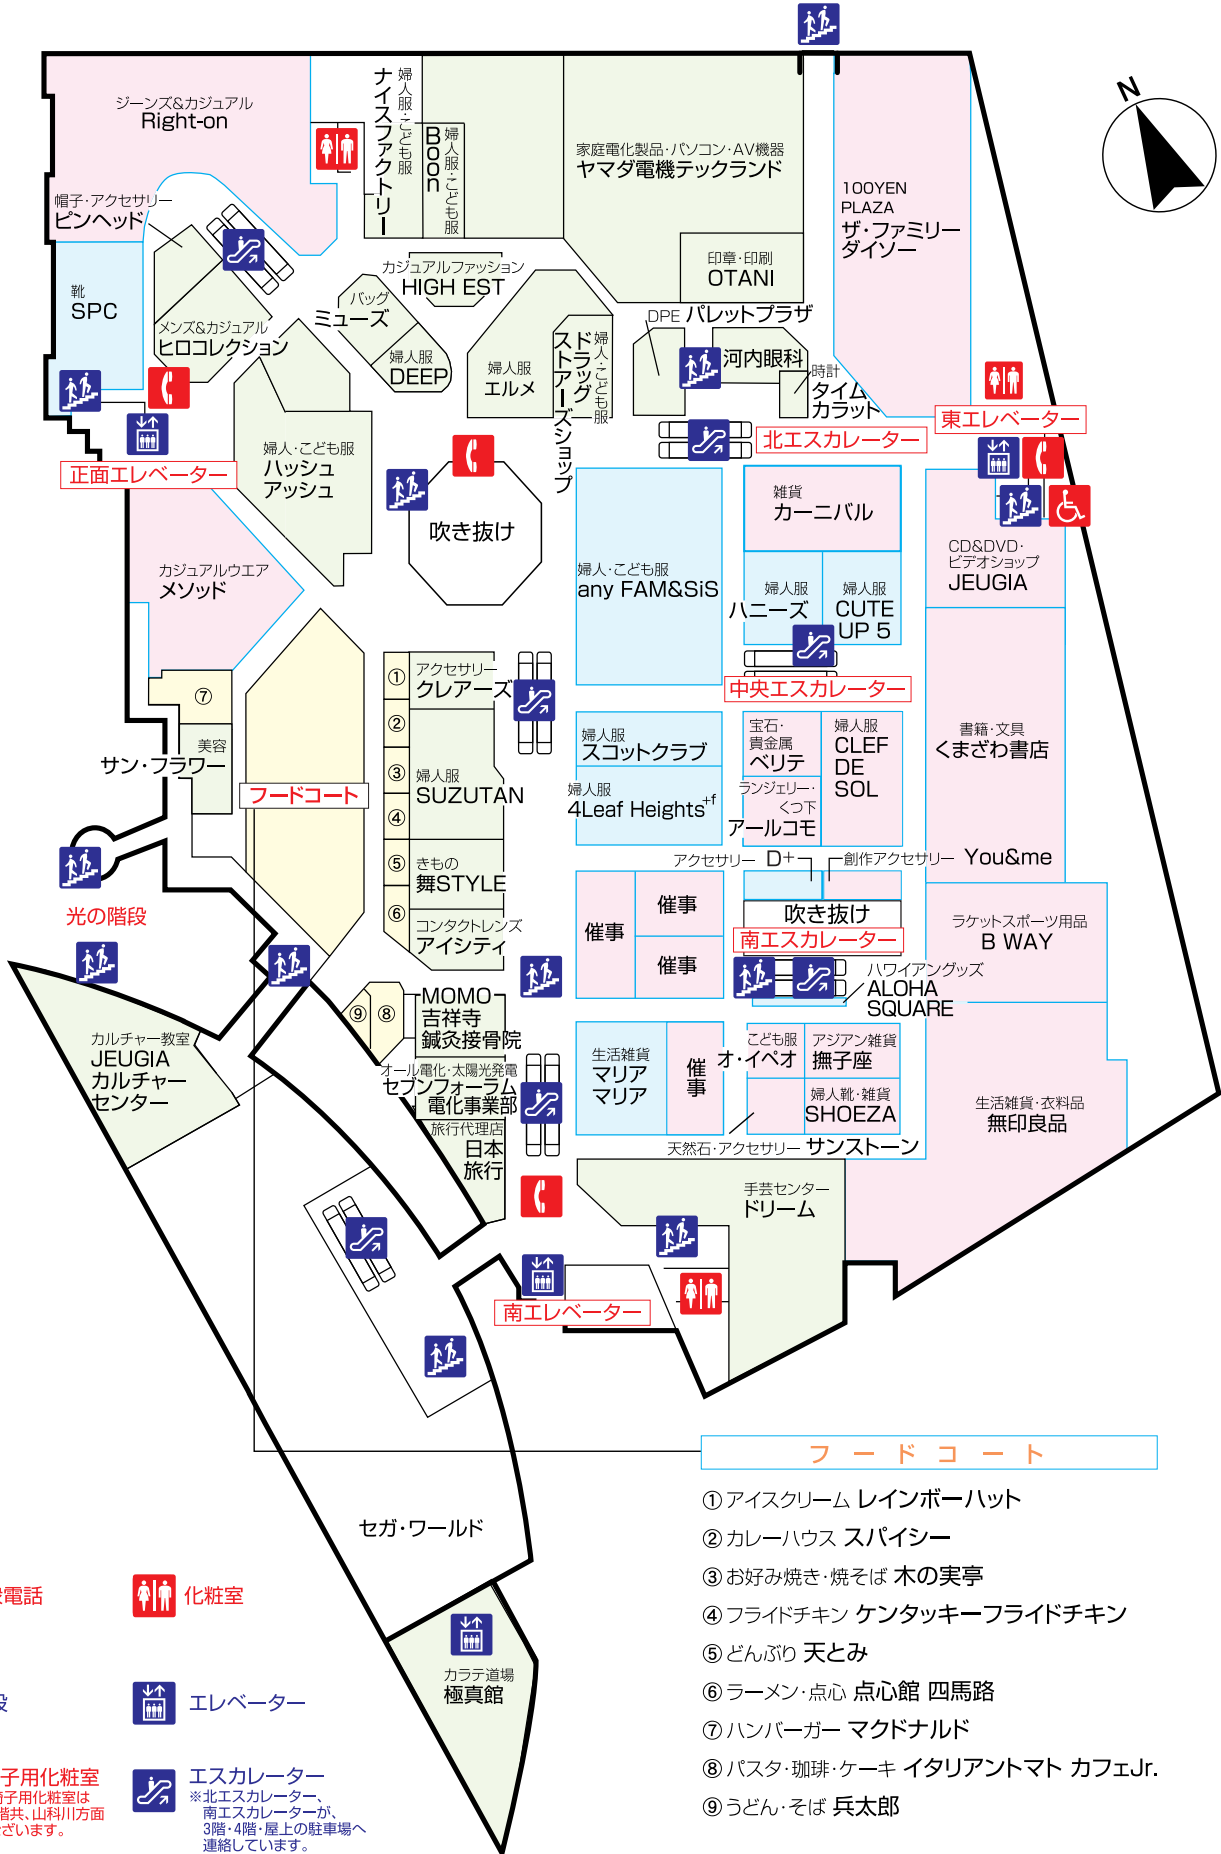 N
ジーンズ&カジュアル
Right-on
婦人服・こども服
ナイスファクトリー
婦人服・こども服
Boon
家庭電化製品・パソコン・AV機器
ヤマダ電機テックランド
100YEN
PLAZA
ザ・ファミリー
ダイソー
帽子・アクセサリー
ピンヘッド
印章・印刷
OTANI
カジュアルファッション
HIGH EST
靴
SPC
バッグ
ミューズ
DPE パレットプラザ
メンズ&カジュアル
ヒロコレクション
婦人服
DEEP
婦人服
エルメ
婦人・こども服
ドラッグ
ストアーズショップ
河内眼科
時計
タイム
カラット
東エレベーター
北エスカレーター
正面エレベーター
婦人・こども服
ハッシュ
アッシュ
吹き抜け
雑貨
カーニバル
CD&DVD・
ビデオショップ
JEUGIA
カジュアルウエア
メソッド
婦人・こども服
any FAM&SiS
婦人服
ハニーズ
婦人服
CUTE
UP 5
中央エスカレーター
①
アクセサリー
クレアーズ
⑦
②
美容
サン・フラワー
婦人服
スコットクラブ
宝石・
貴金属
ベリテ
婦人服
CLEF
DE
SOL
書籍・文具
くまざわ書店
③
婦人服
SUZUTAN
フードコート
④
婦人服
4Leaf Heights+f
ランジェリー・
くつ下
アールコモ
⑤
きもの
舞STYLE
アクセサリー D+
創作アクセサリー You&me
⑥
コンタクトレンズ
アイシティ
催事
催事
催事
吹き抜け
南エスカレーター
ラケットスポーツ用品
B WAY
光の階段
ハワイアングッズ
ALOHA
SQUARE
⑨
⑧
MOMO
吉祥寺
鍼灸接骨院
カルチャー教室
JEUGIA
カルチャー
センター
オール電化・太陽光発電
セブンフォーラム
電化事業部
生活雑貨
マリア
マリア
催事
こども服
オ・イペオ
アジアン雑貨
撫子座
婦人靴・雑貨
SHOEZA
生活雑貨・衣料品
無印良品
旅行代理店
日本
旅行
天然石・アクセサリー サンストーン
手芸センター
ドリーム
南エレベーター
フードコート
①アイスクリーム レインボーハット
②カレーハウス スパイシー
③お好み焼き・焼そば 木の実亭
④フライドチキン ケンタッキーフライドチキン
⑤どんぶり 天とみ
⑥ラーメン・点心 点心館 四馬路
⑦ハンバーガー マクドナルド
⑧パスタ・珈琲・ケーキ イタリアントマト カフェJr.
⑨うどん・そば 兵太郎
セガ・ワールド
カラテ道場
極真館
電話
化粧室
エレベーター
子用化粧室
子用化粧室は
階共、山科川方面
ざいます。
エスカレーター
※北エスカレーター、
南エスカレーターが、
3階・4階・屋上の駐車場へ
連絡しています。